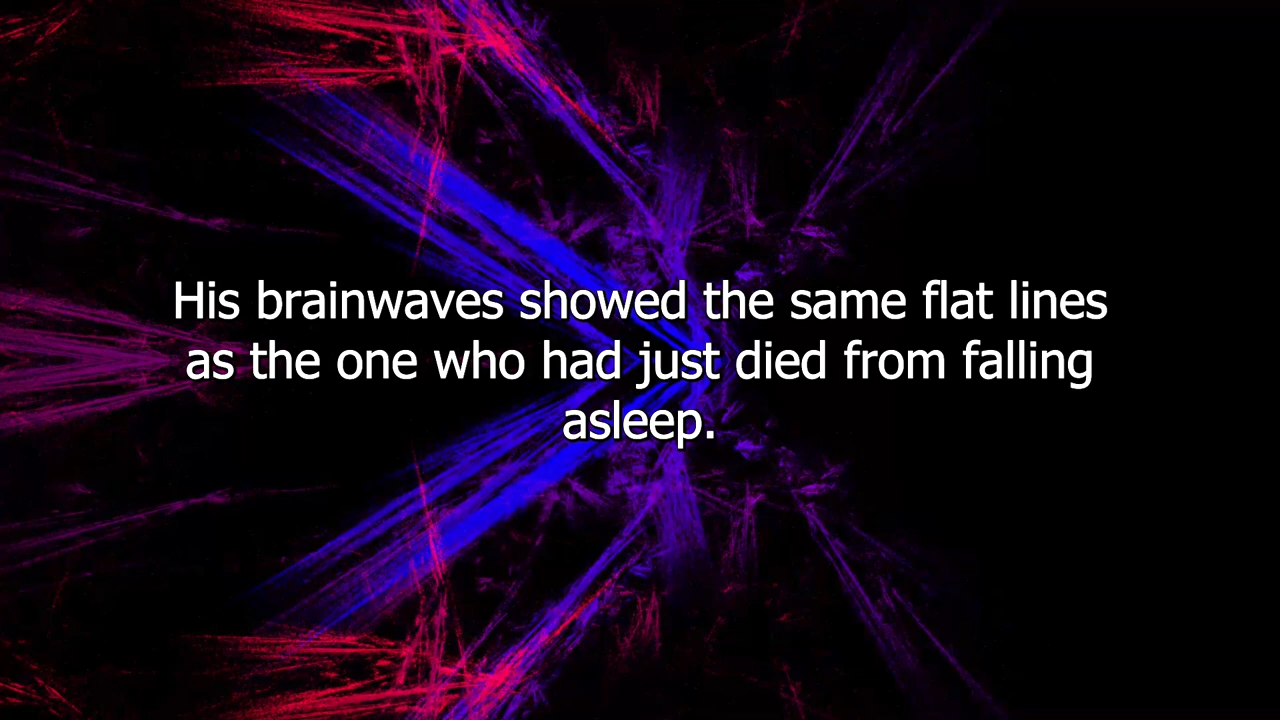 His brainwaves showed the same flat lines
as the one who had just died from falling
asleep.